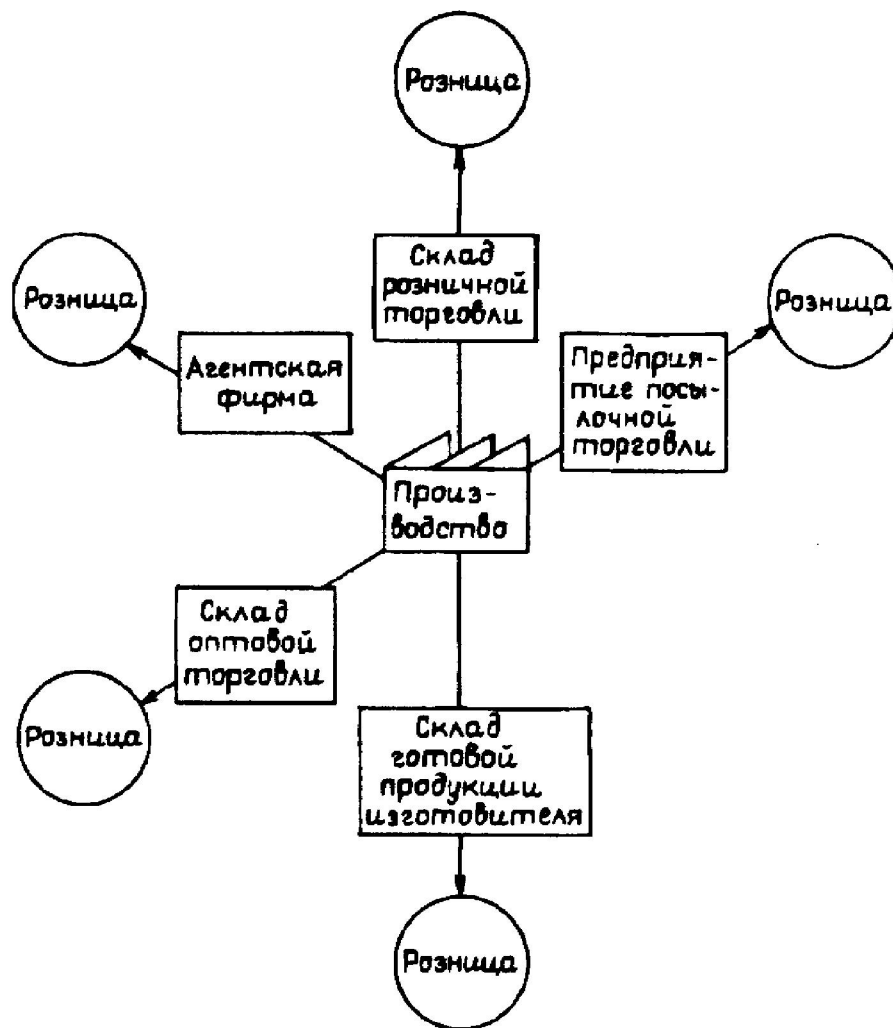 Розница
Склад
розничной
торговли
Розница
Розница
Агентская
фирма
Предприя-
тие посы-
лочной
торговли
Произ-
водство
Склад
оптовой
торговли
Розница
Склад
готовой
продукции
изготовителя
Розница